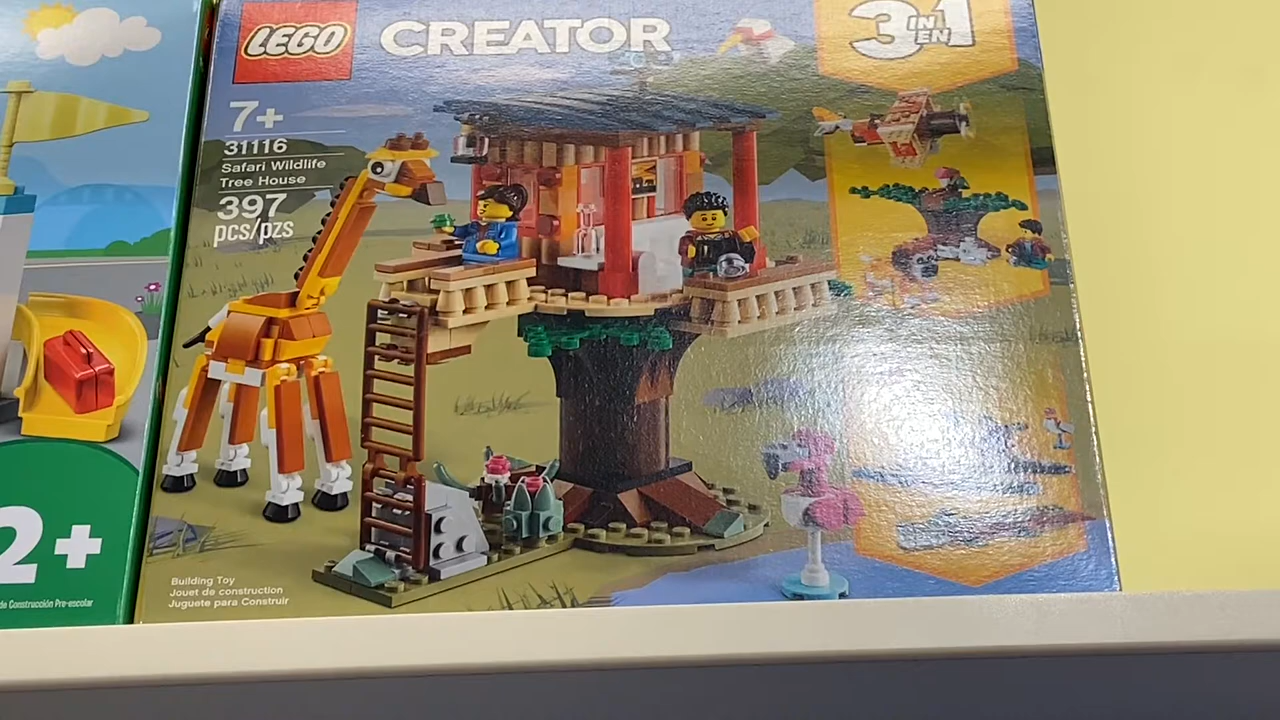 LEGO CREATOR
3 IN EN 1
7+
31116
Safari Wildlife
Tree House
397
pcs/pzs
Building Toy
Jouet de construction
Juguete para Construir
2+
de Construcción Pre-escolar